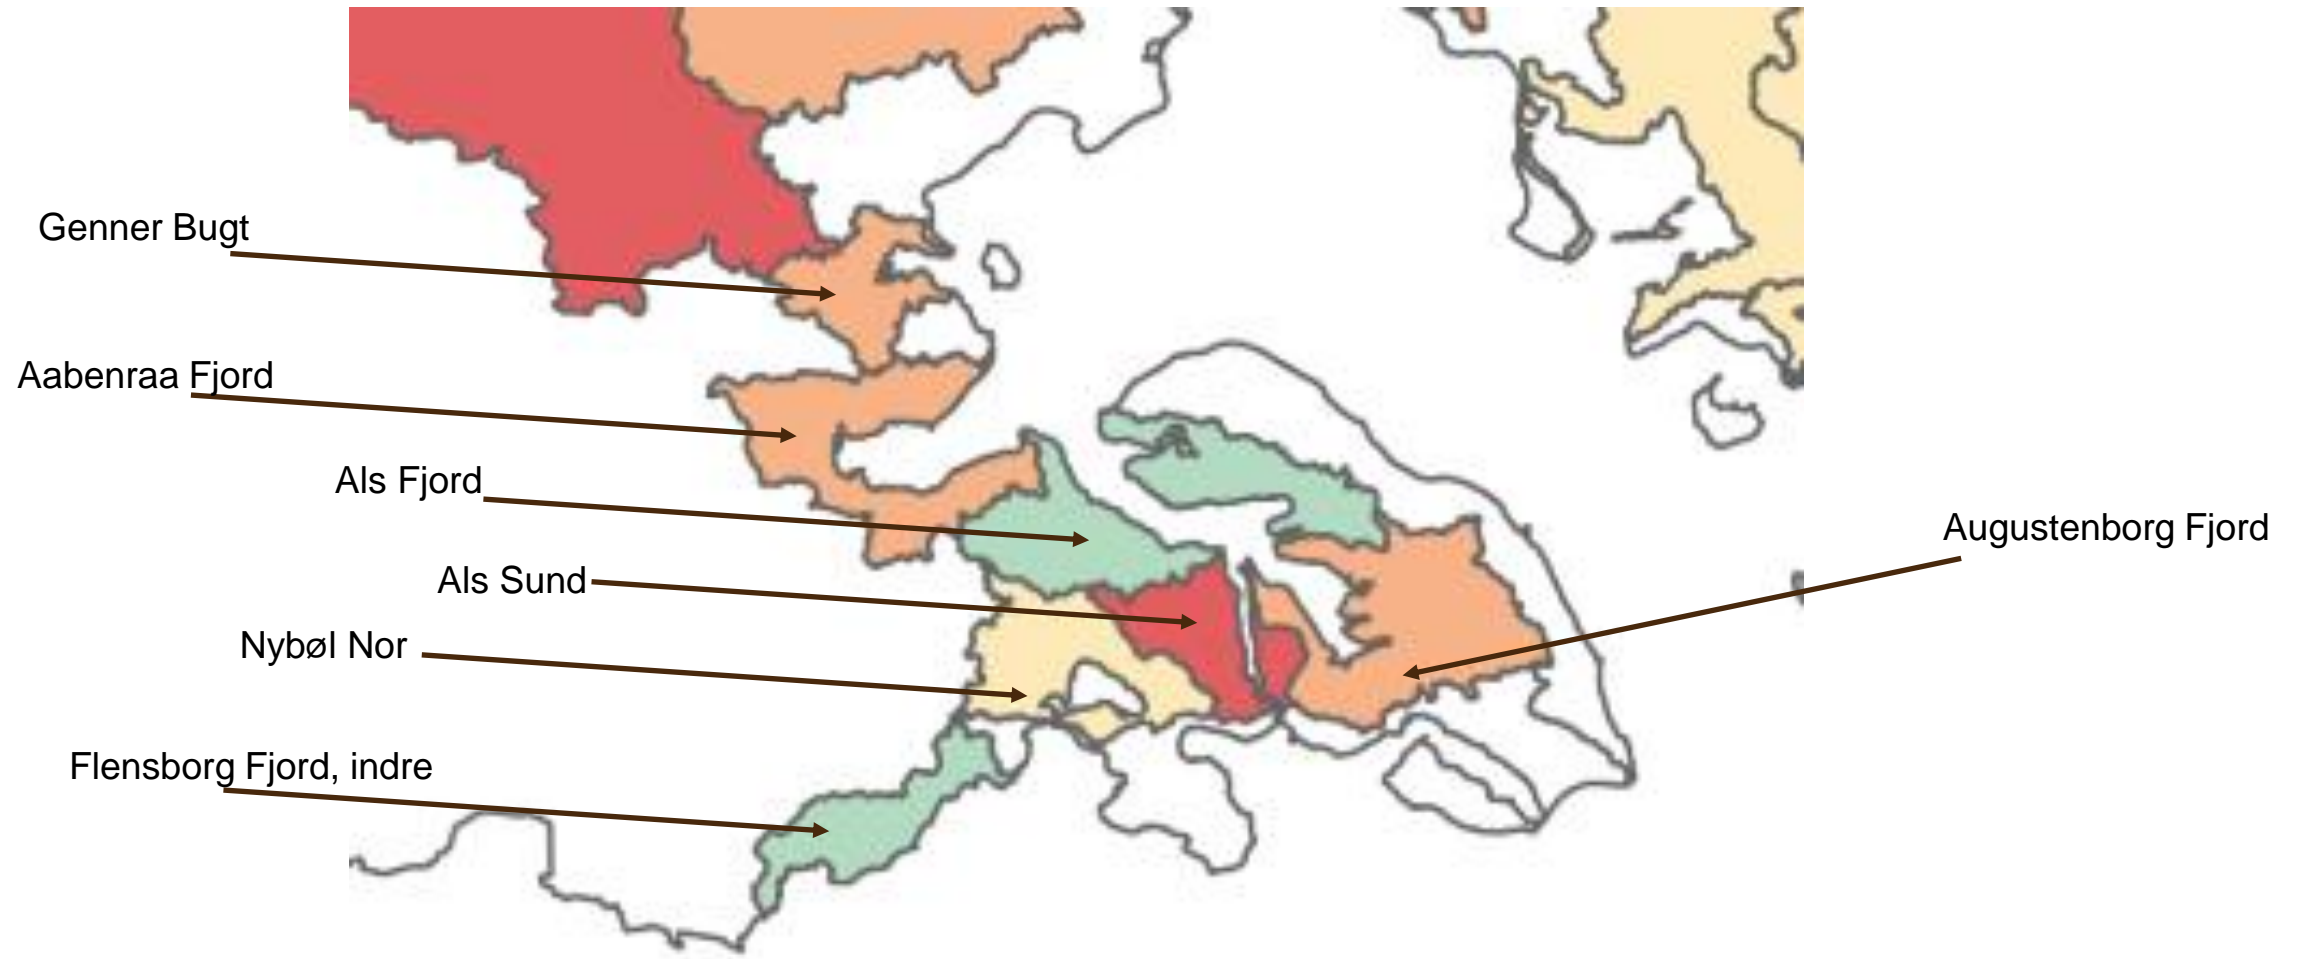 Genner Bugt
Aabenraa Fjord
Als Fjord
Augustenborg Fjord
Als Sund
Nybøl Nor
Flensborg Fjord, indre